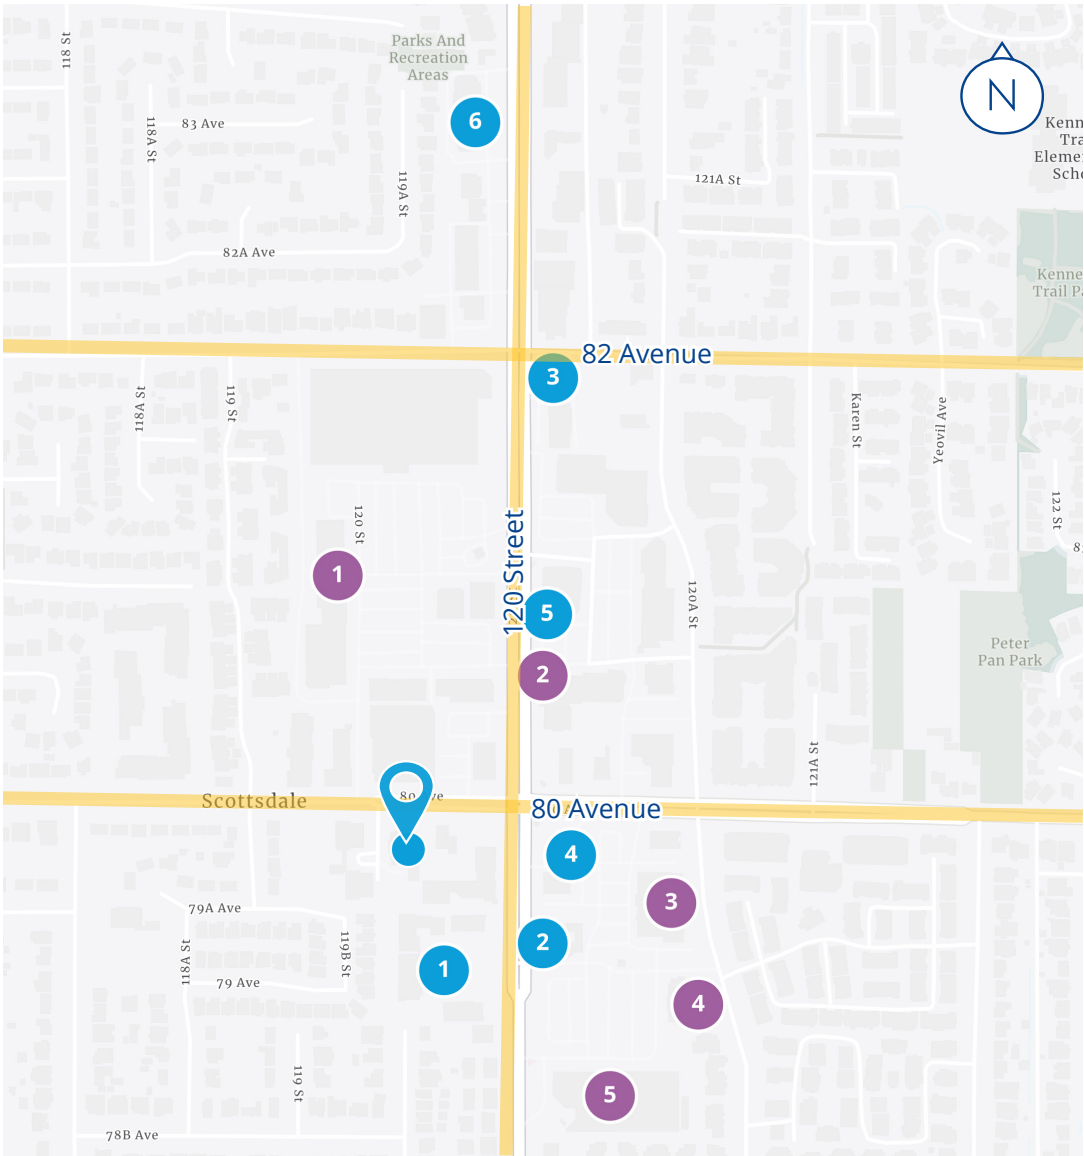 Parks And
Recreation
Areas
118 St
N
6
83 Ave
118A St
121A St
119A St
82A Ave
82 Avenue
3
118A St
119 St
Karen St
Yeovil Ave
120 St
120 Street
122 St
1
5
120A St
2
Peter
Pan Park
121A St
Scottsdale
80 Avenue
4
3
79A Ave
118A St
119B St
2
1
79 Ave
4
119 St
5
78B Ave